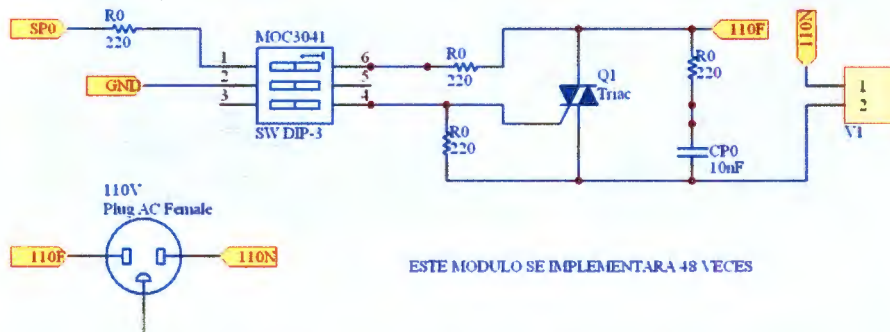 SP0
R0
220
GND
MOC3041
1
2
3
6
5
4
SW DIP-3
R0
220
R0
220
Q1
Triac
110F
R0
220
CP0
10nF
110N
1
2
V1
110V
Plug AC Female
110F
110N
ESTE MODULO SE IMPLEMENTARA 48 VECES